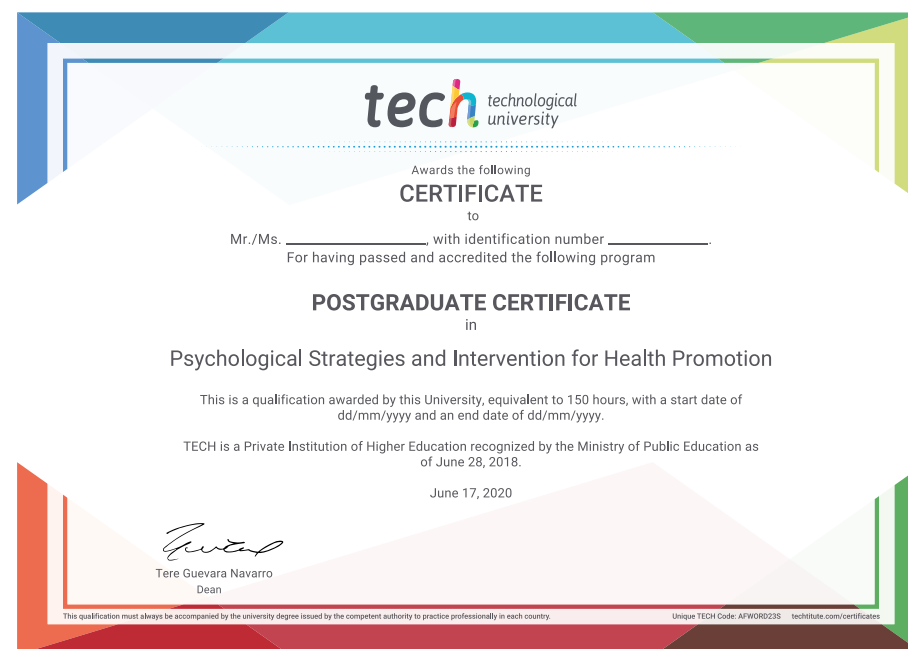 tech technological
university
Awards the following
CERTIFICATE
to
Mr./Ms. ____________________, with identification number ______________.
For having passed and accredited the following program
POSTGRADUATE CERTIFICATE
in
Psychological Strategies and Intervention for Health Promotion
This is a qualification awarded by this University, equivalent to 150 hours, with a start date of
dd/mm/yyyy and an end date of dd/mm/yyyy.
TECH is a Private Institution of Higher Education recognized by the Ministry of Public Education as
of June 28, 2018.
June 17, 2020
Tere Guevara Navarro
Dean
This qualification must always be accompanied by the university degree issued by the competent authority to practice professionally in each country. Unique TECH Code: AFWORD23S techtitute.com/certificates